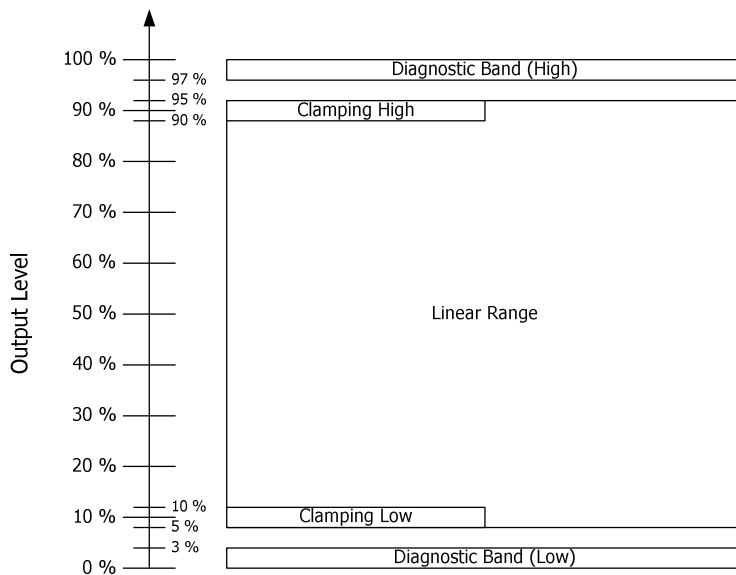 100 %
Diagnostic Band (High)
97 %
95 %
90 %
Clamping High
90 %
80 %
70 %
60 %
Output Level
50 %
Linear Range
40 %
30 %
20 %
10 %
10 %
Clamping Low
5 %
3 %
Diagnostic Band (Low)
0 %